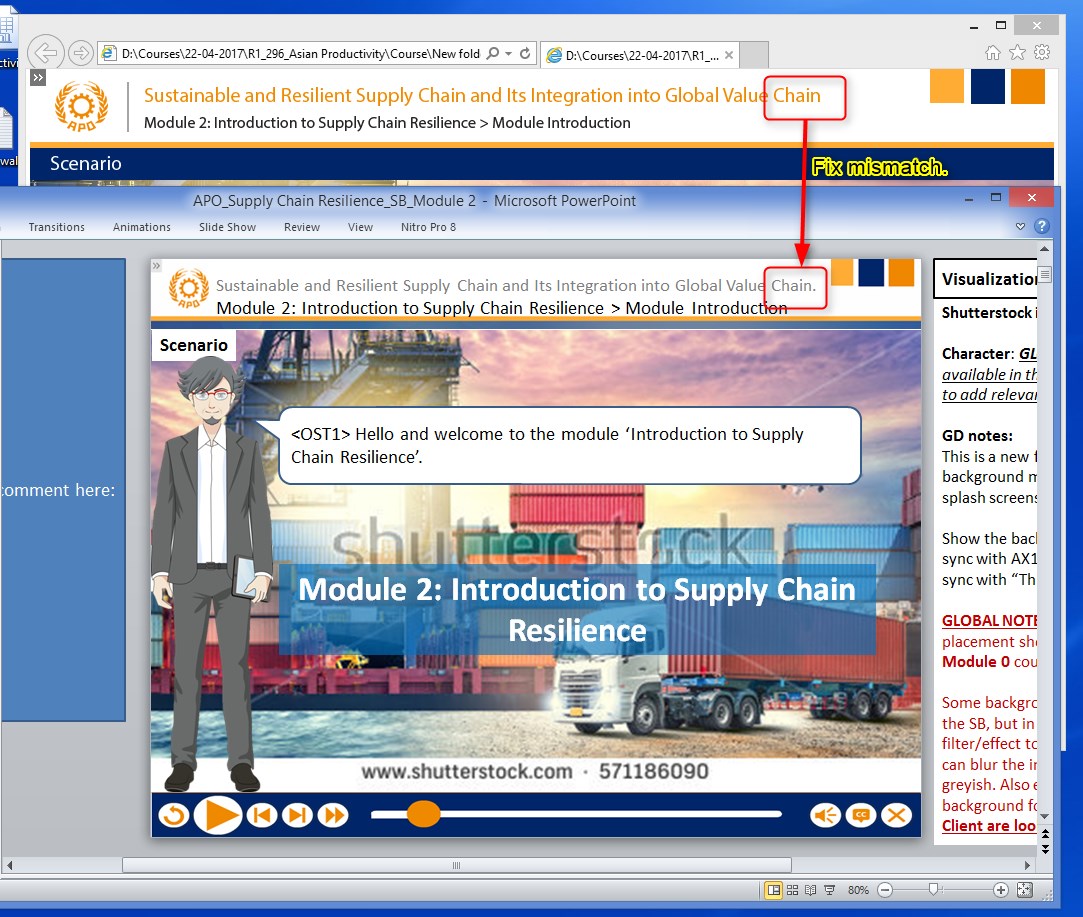 D:\Courses\22-04-2017\R1_296_Asian Productivity\Course\New fold
D:\Courses\22-04-2017\R1_...
Sustainable and Resilient Supply Chain and Its Integration into Global Value Chain
APO
Module 2: Introduction to Supply Chain Resilience > Module Introduction
Scenario
Fix mismatch.
APO_Supply Chain Resilience_SB_Module 2 - Microsoft PowerPoint
Transitions Animations Slide Show Review View Nitro Pro 8
Sustainable and Resilient Supply Chain and Its Integration into Global Value Chain.
APO
Module 2: Introduction to Supply Chain Resilience > Module Introduction
Scenario
<OST1> Hello and welcome to the module ‘Introduction to Supply
Chain Resilience’.
comment here:
shutterstock
Module 2: Introduction to Supply Chain
Resilience
www.shutterstock.com · 571186090
CC
Visualization
Shutterstock i
Character: GL
available in th
to add relevan
GD notes:
This is a new f
background m
splash screens
Show the back
sync with AX1
sync with “Th
GLOBAL NOTE
placement sho
Module 0 cou
Some backgro
the SB, but in
filter/effect to
can blur the in
greyish. Also e
background fo
Client are loo
80%